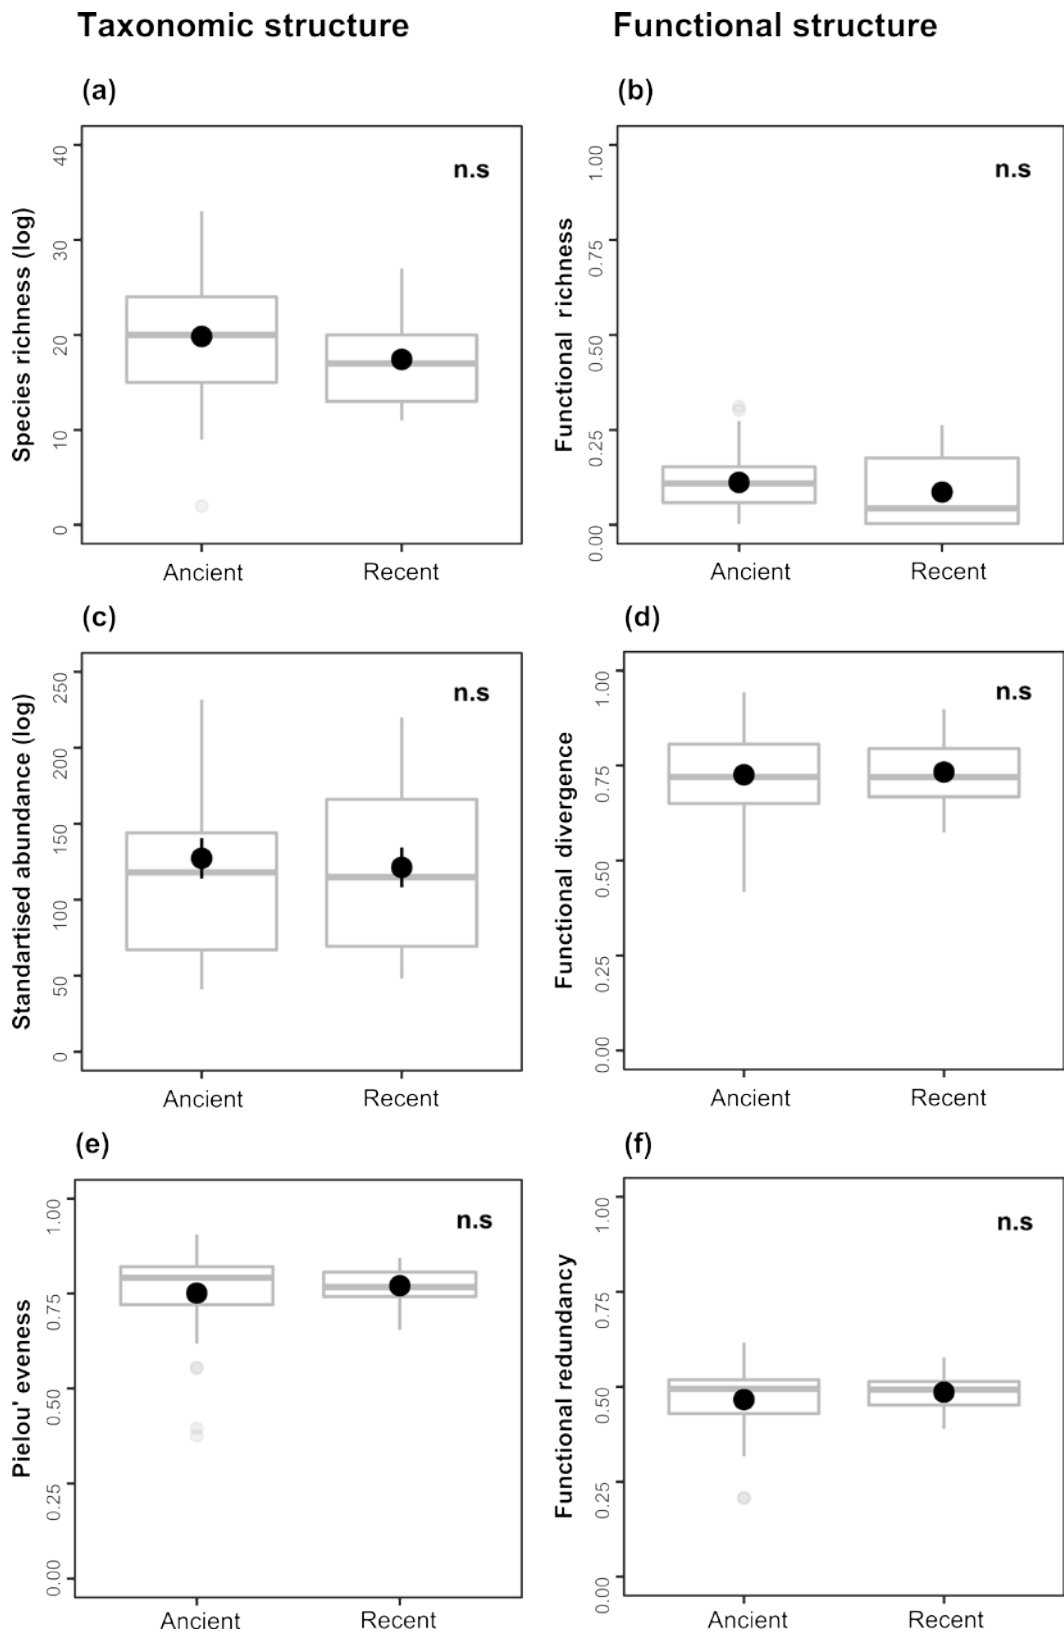 Taxonomic structure
Functional structure
(a)
(b)
Species richness (log)
40
30
20
10
0
n.s
Ancient
Recent
Functional richness
1.00
0.75
0.50
0.25
0.00
n.s
Ancient
Recent
(c)
(d)
Standartised abundance (log)
250
200
150
100
50
0
n.s
Ancient
Recent
Functional divergence
1.00
0.75
0.50
0.25
0.00
n.s
Ancient
Recent
(e)
(f)
Pielou' eveness
1.00
0.75
0.50
0.25
0.00
n.s
Ancient
Recent
Functional redundancy
1.00
0.75
0.50
0.25
0.00
n.s
Ancient
Recent